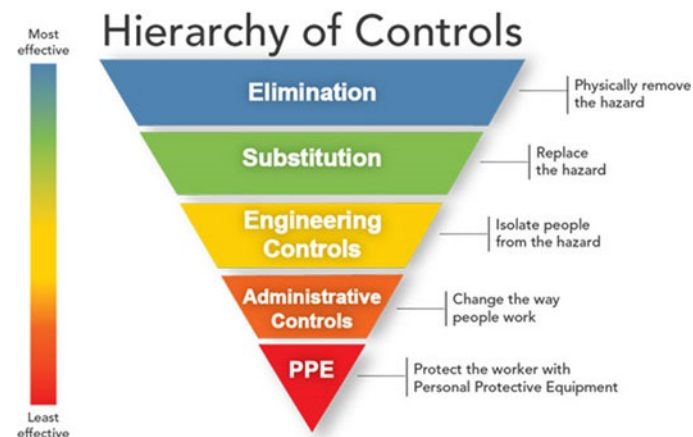 Hierarchy of Controls
Most
effective
Elimination
Physically remove
the hazard
Substitution
Replace
the hazard
Engineering
Controls
Isolate people
from the hazard
Administrative
Controls
Change the way
people work
PPE
Protect the worker with
Personal Protective Equipment
Least
effective